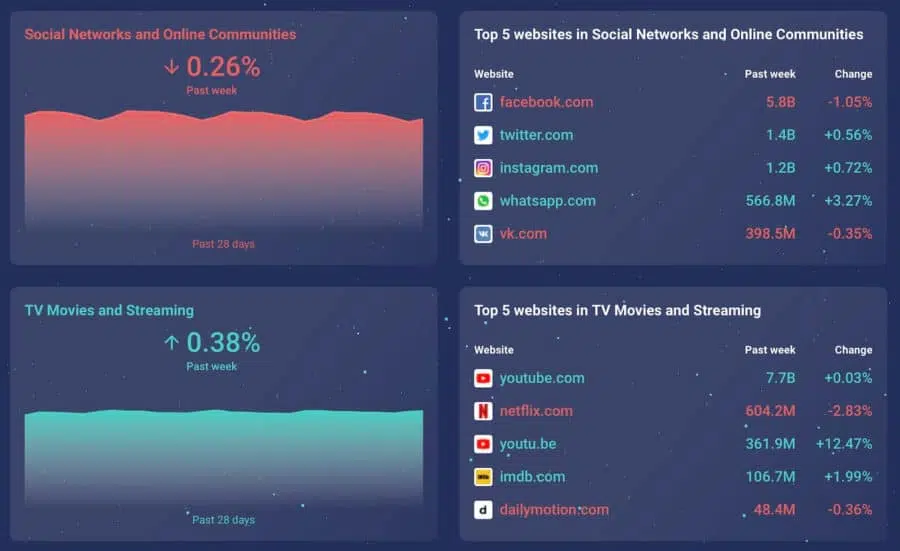 Social Networks and Online Communities
↓ 0.26%
Past week
Past 28 days
Top 5 websites in Social Networks and Online Communities
Website Past week Change
facebook.com 5.8B -1.05%
twitter.com 1.4B +0.56%
instagram.com 1.2B +0.72%
whatsapp.com 566.8M +3.27%
vk.com 398.5M -0.35%
TV Movies and Streaming
↑ 0.38%
Past week
Past 28 days
Top 5 websites in TV Movies and Streaming
Website Past week Change
youtube.com 7.7B +0.03%
netflix.com 604.2M -2.83%
youtu.be 361.9M +12.47%
imdb.com 106.7M +1.99%
dailymotion.com 48.4M -0.36%